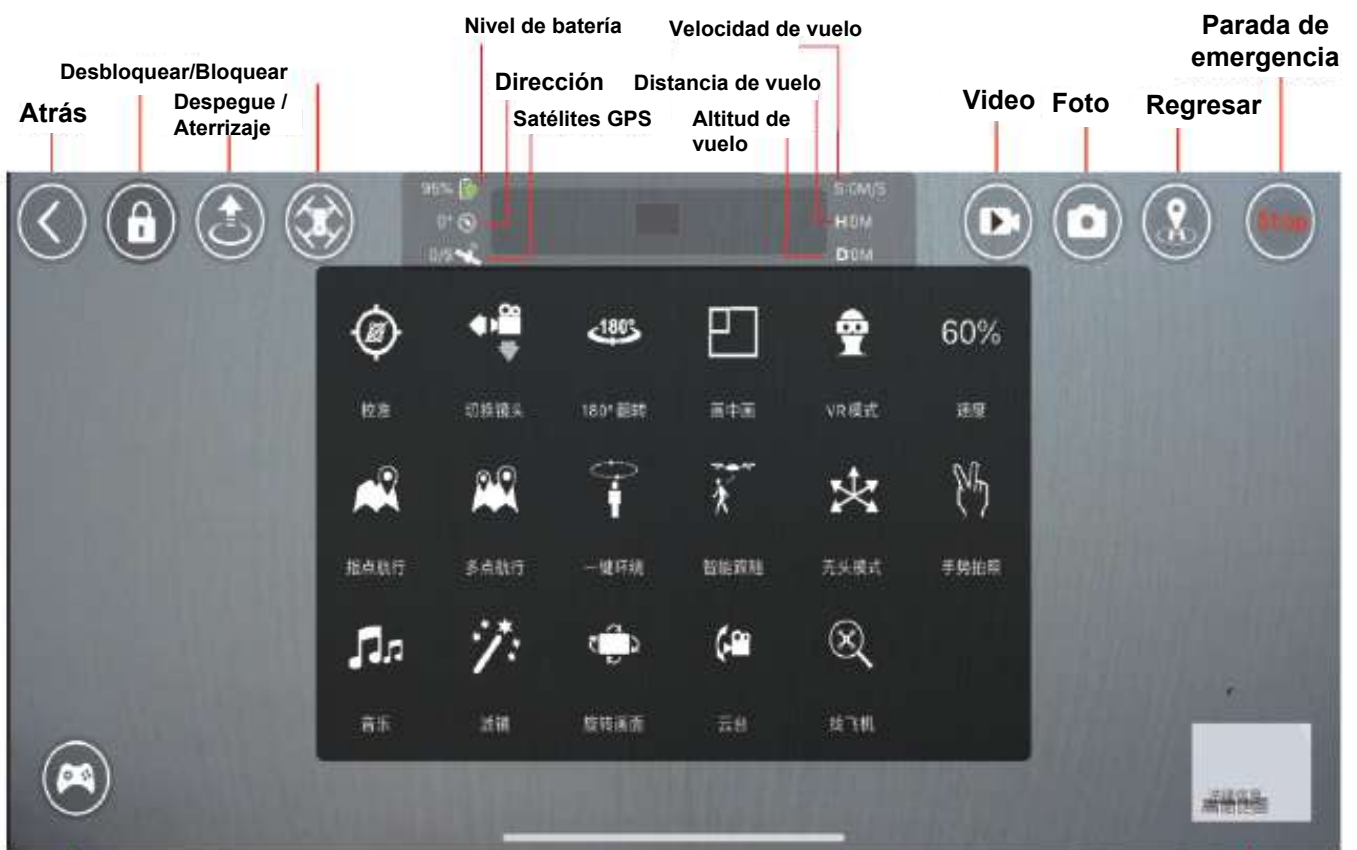 Nivel de batería
Velocidad de vuelo
Parada de
emergencia
Desbloquear/Bloquear
Dirección
Distancia de vuelo
Atrás
Despegue /
Aterrizaje
Satélites GPS
Altitud de
vuelo
Video
Foto
Regresar
95%
S:0M/S
0°
H:0M
Stop
0/S
D:0M
180°
60%
校准
切换镜头
180°翻转
画中画
VR模式
速度
指点航行
多点航行
一键环绕
智能跟随
无头模式
手势拍照
音乐
滤镜
旋转画面
云台
找飞机